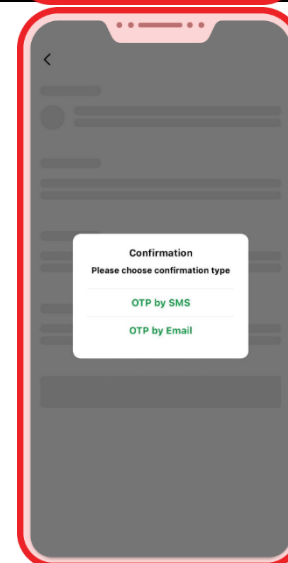 Confirmation
Please choose confirmation type
OTP by SMS
OTP by Email